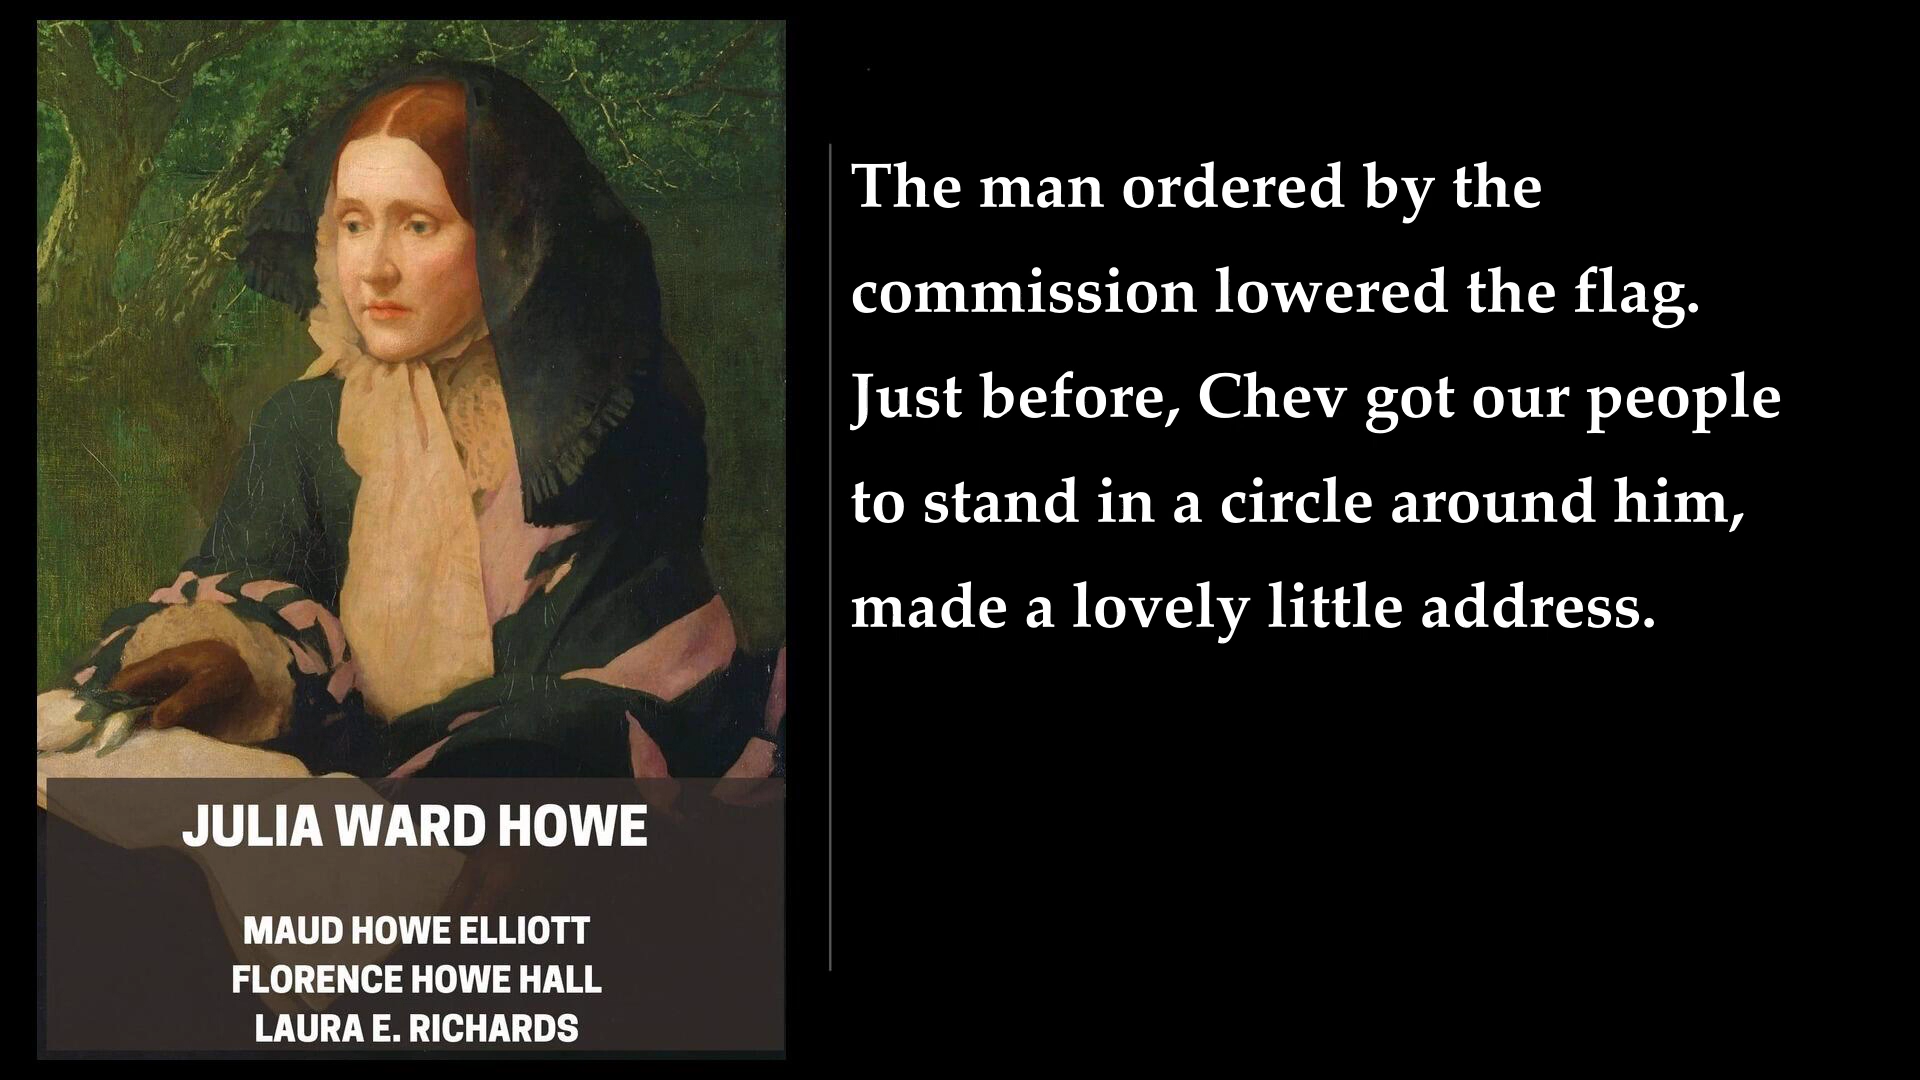 The man ordered by the
commission lowered the flag.
Just before, Chev got our people
to stand in a circle around him,
made a lovely little address.
JULIA WARD HOWE
MAUD HOWE ELLIOTT
FLORENCE HOWE HALL
LAURA E. RICHARDS